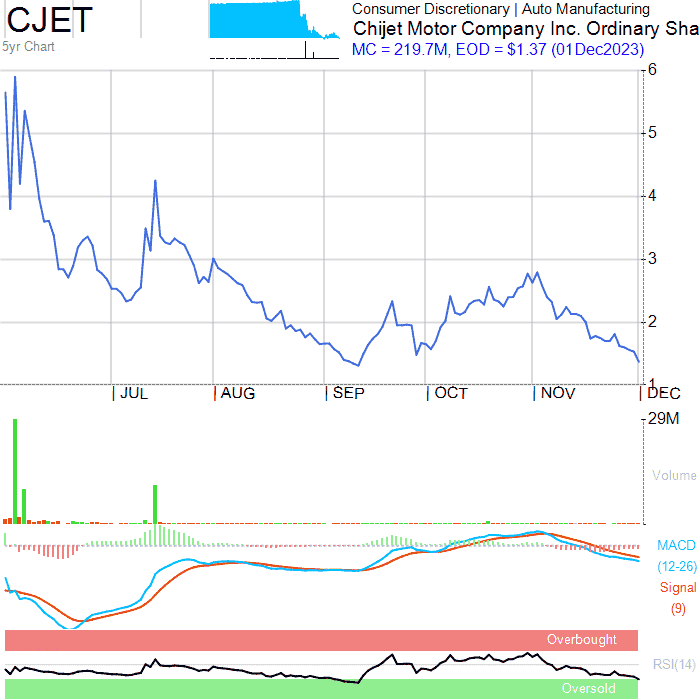 CJET
5yr Chart
Consumer Discretionary | Auto Manufacturing
Chijet Motor Company Inc. Ordinary Sha
MC = 219.7M, EOD = $1.37 (01Dec2023)
6
5
4
3
2
1
| JUL | AUG | SEP | OCT | NOV | DEC
29M
Volume
MACD
(12-26)
Signal
(9)
Overbought
RSI(14)
Oversold